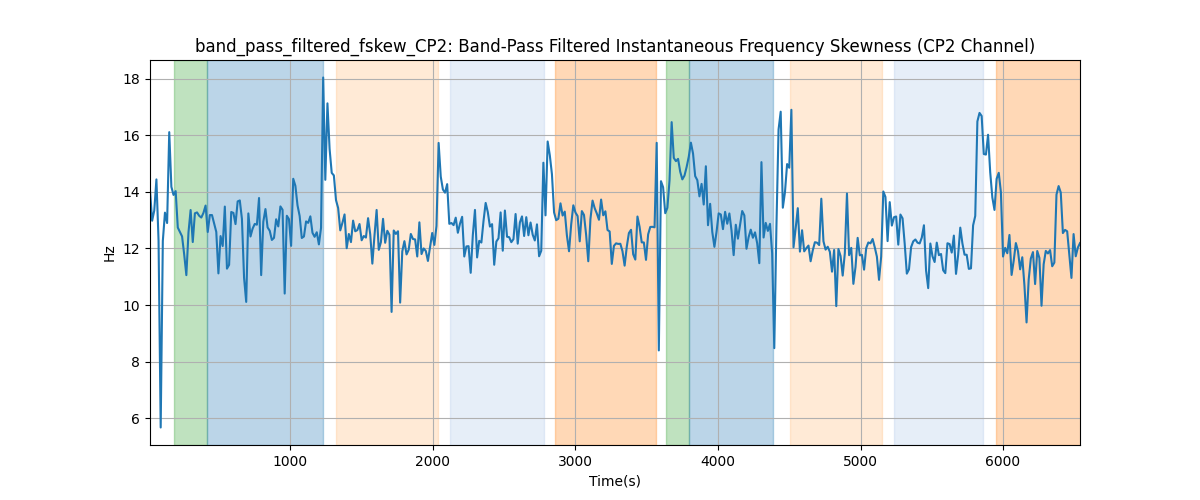 band_pass_filtered_fskew_CP2: Band-Pass Filtered Instantaneous Frequency Skewness (CP2 Channel)
18
16
14
12
10
8
6
Hz
1000 2000 3000 4000 5000 6000
Time(s)